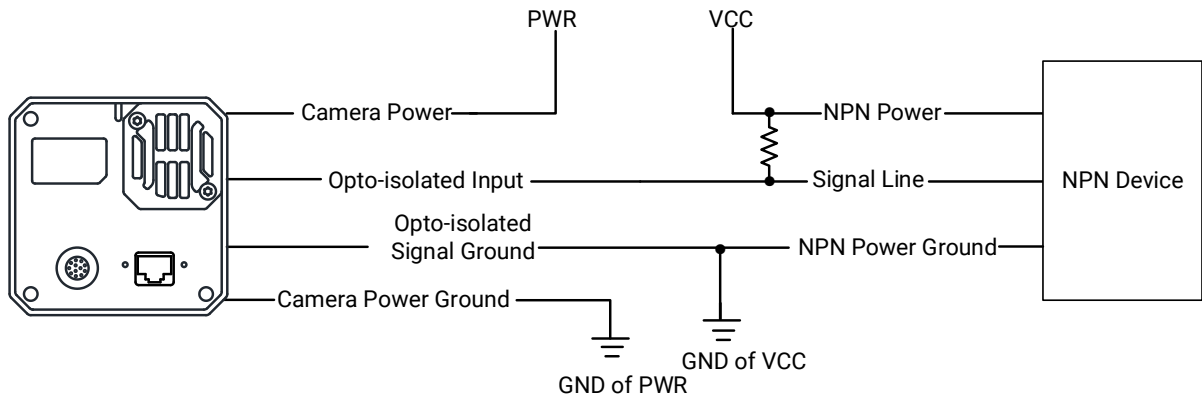 PWR
VCC
Camera Power
NPN Power
Opto-isolated Input
Signal Line
NPN Device
Opto-isolated
Signal Ground
NPN Power Ground
Camera Power Ground
GND of VCC
GND of PWR